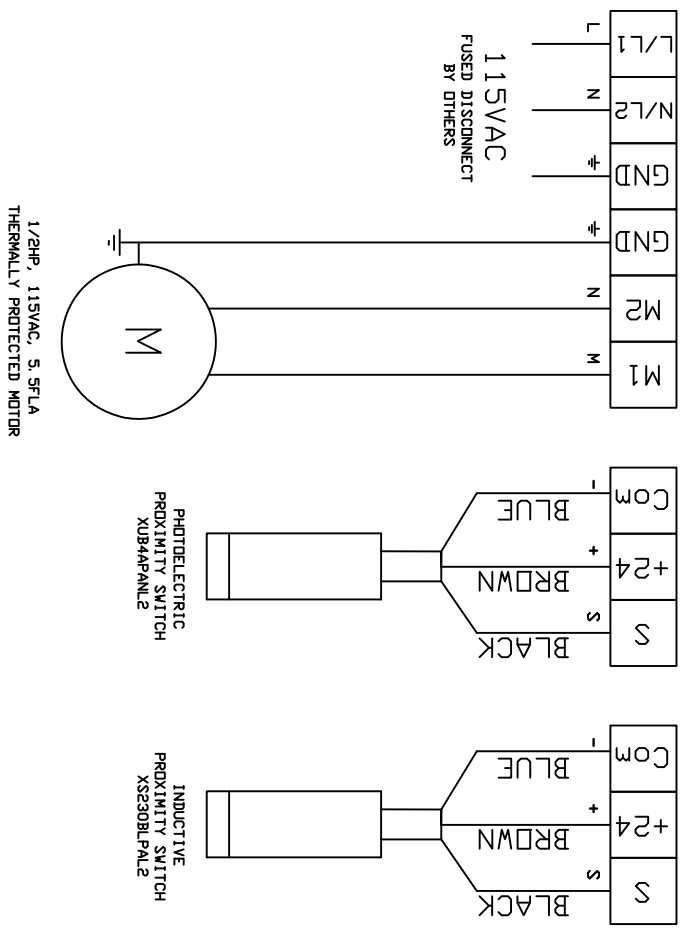 L/L1
L
N/L2
N
GND
GND
M2
N
M1
M
115VAC
FUSED DISCONNECT
BY OTHERS
M
1/2HP, 115VAC, 5.5FLA
THERMALLY PROTECTED MOTOR
Com
-
BLUE
+24
+
BROWN
S
S
BLACK
PHOTOELECTRIC
PROXIMITY SWITCH
XUB4APANL2
Com
-
BLUE
+24
+
BROWN
S
S
BLACK
INDUCTIVE
PROXIMITY SWITCH
XS230BLPAL2